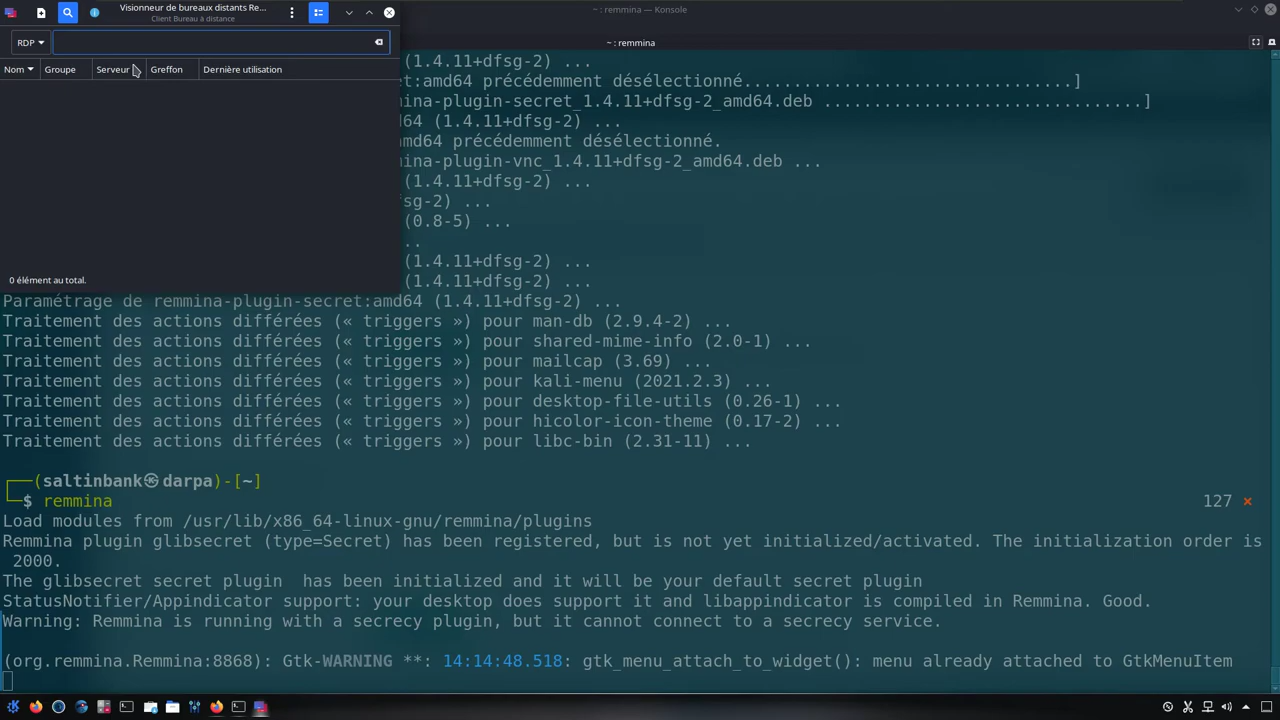 Visionneur de bureaux distants Re...
Client Bureau à distance
~ : remmina — Konsole
RDP
~ : remmina
Nom Groupe Serveur Greffon Dernière utilisation
0 élément au total.
(1.4.11+dfsg-2) ...
et:amd64 précédemment désélectionné.................................]
ina-plugin-secret_1.4.11+dfsg-2_amd64.deb ...............................]
d64 (1.4.11+dfsg-2) ...
amd64 précédemment désélectionné.
ina-plugin-vnc_1.4.11+dfsg-2_amd64.deb ...
(1.4.11+dfsg-2) ...
fsg-2) ...
(0.8-5) ...
..
(1.4.11+dfsg-2) ...
(1.4.11+dfsg-2) ...
Paramétrage de remmina-plugin-secret:amd64 (1.4.11+dfsg-2) ...
Traitement des actions différées (« triggers ») pour man-db (2.9.4-2) ...
Traitement des actions différées (« triggers ») pour shared-mime-info (2.0-1) ...
Traitement des actions différées (« triggers ») pour mailcap (3.69) ...
Traitement des actions différées (« triggers ») pour kali-menu (2021.2.3) ...
Traitement des actions différées (« triggers ») pour desktop-file-utils (0.26-1) ...
Traitement des actions différées (« triggers ») pour hicolor-icon-theme (0.17-2) ...
Traitement des actions différées (« triggers ») pour libc-bin (2.31-11) ...
┌──(saltinbank㉿darpa)-[~]
└─$ remmina 127 ×
Load modules from /usr/lib/x86_64-linux-gnu/remmina/plugins
Remmina plugin glibsecret (type=Secret) has been registered, but is not yet initialized/activated. The initialization order is
2000.
The glibsecret secret plugin  has been initialized and it will be your default secret plugin
StatusNotifier/Appindicator support: your desktop does support it and libappindicator is compiled in Remmina. Good.
Warning: Remmina is running with a secrecy plugin, but it cannot connect to a secrecy service.
(org.remmina.Remmina:8868): Gtk-WARNING **: 14:14:48.518: gtk_menu_attach_to_widget(): menu already attached to GtkMenuItem